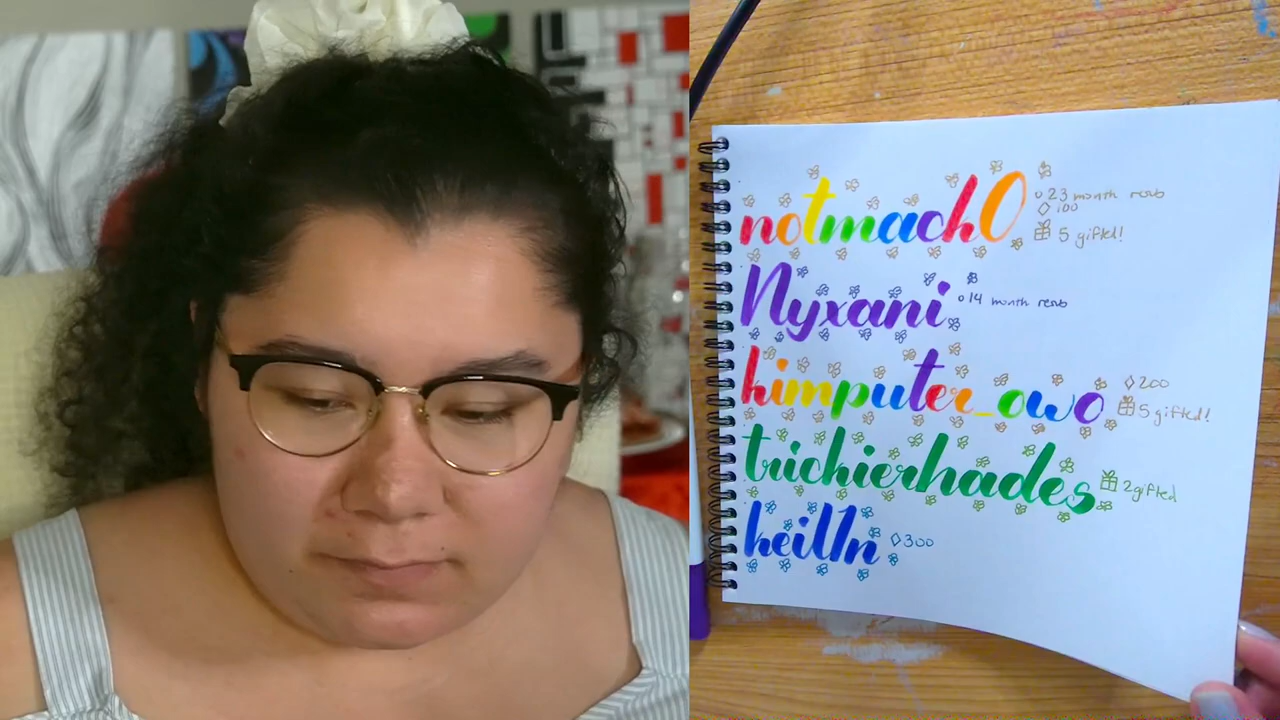 notmach0
23 month resub
100
5 gifted!
Nyxani
14 month resub
kimputer_owo
200
5 gifted!
trichierhades
2 gifted
keil1n
300